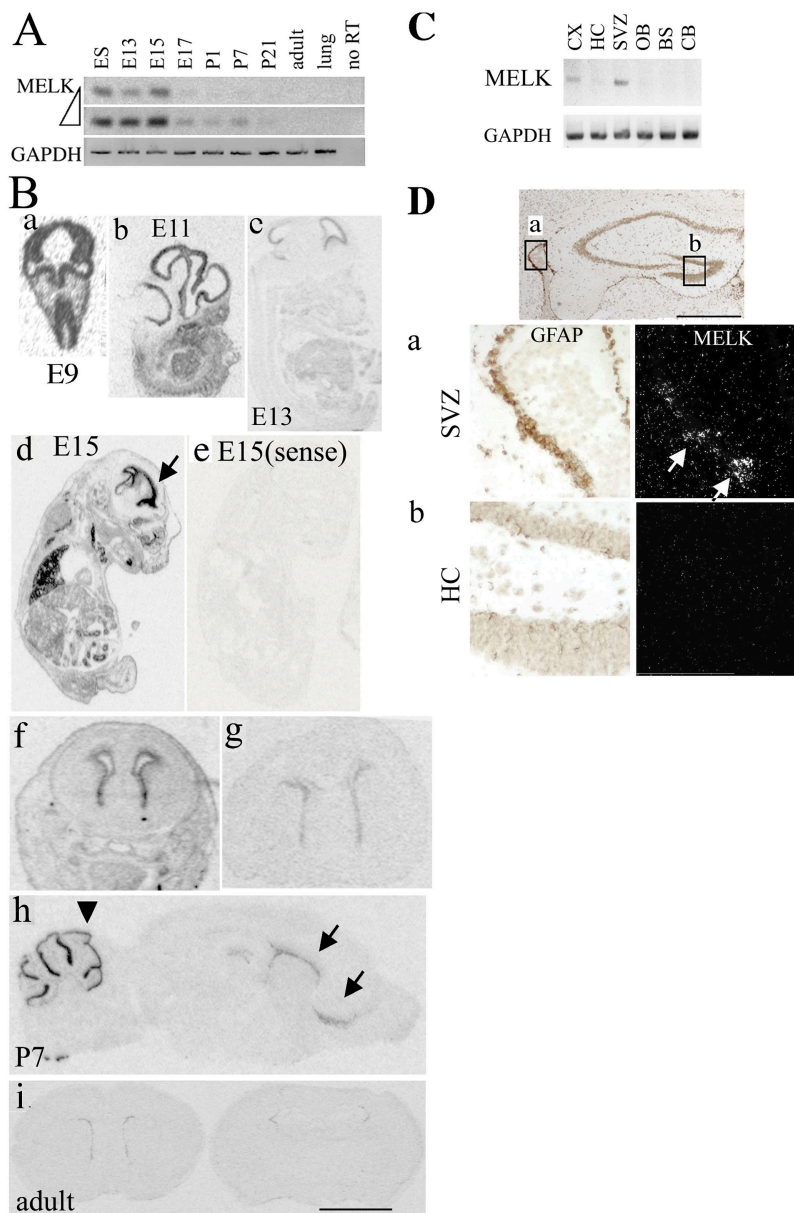 A
ES E13 E15 E17 P1 P7 P21 adult lung no RT
MELK
GAPDH
B
a
E9
b E11
c
E13
d E15
e E15(sense)
f
g
h
P7
i
adult
C
CX HC SVZ OB BS CB
MELK
GAPDH
D
a
b
a GFAP MELK
SVZ
b
HC